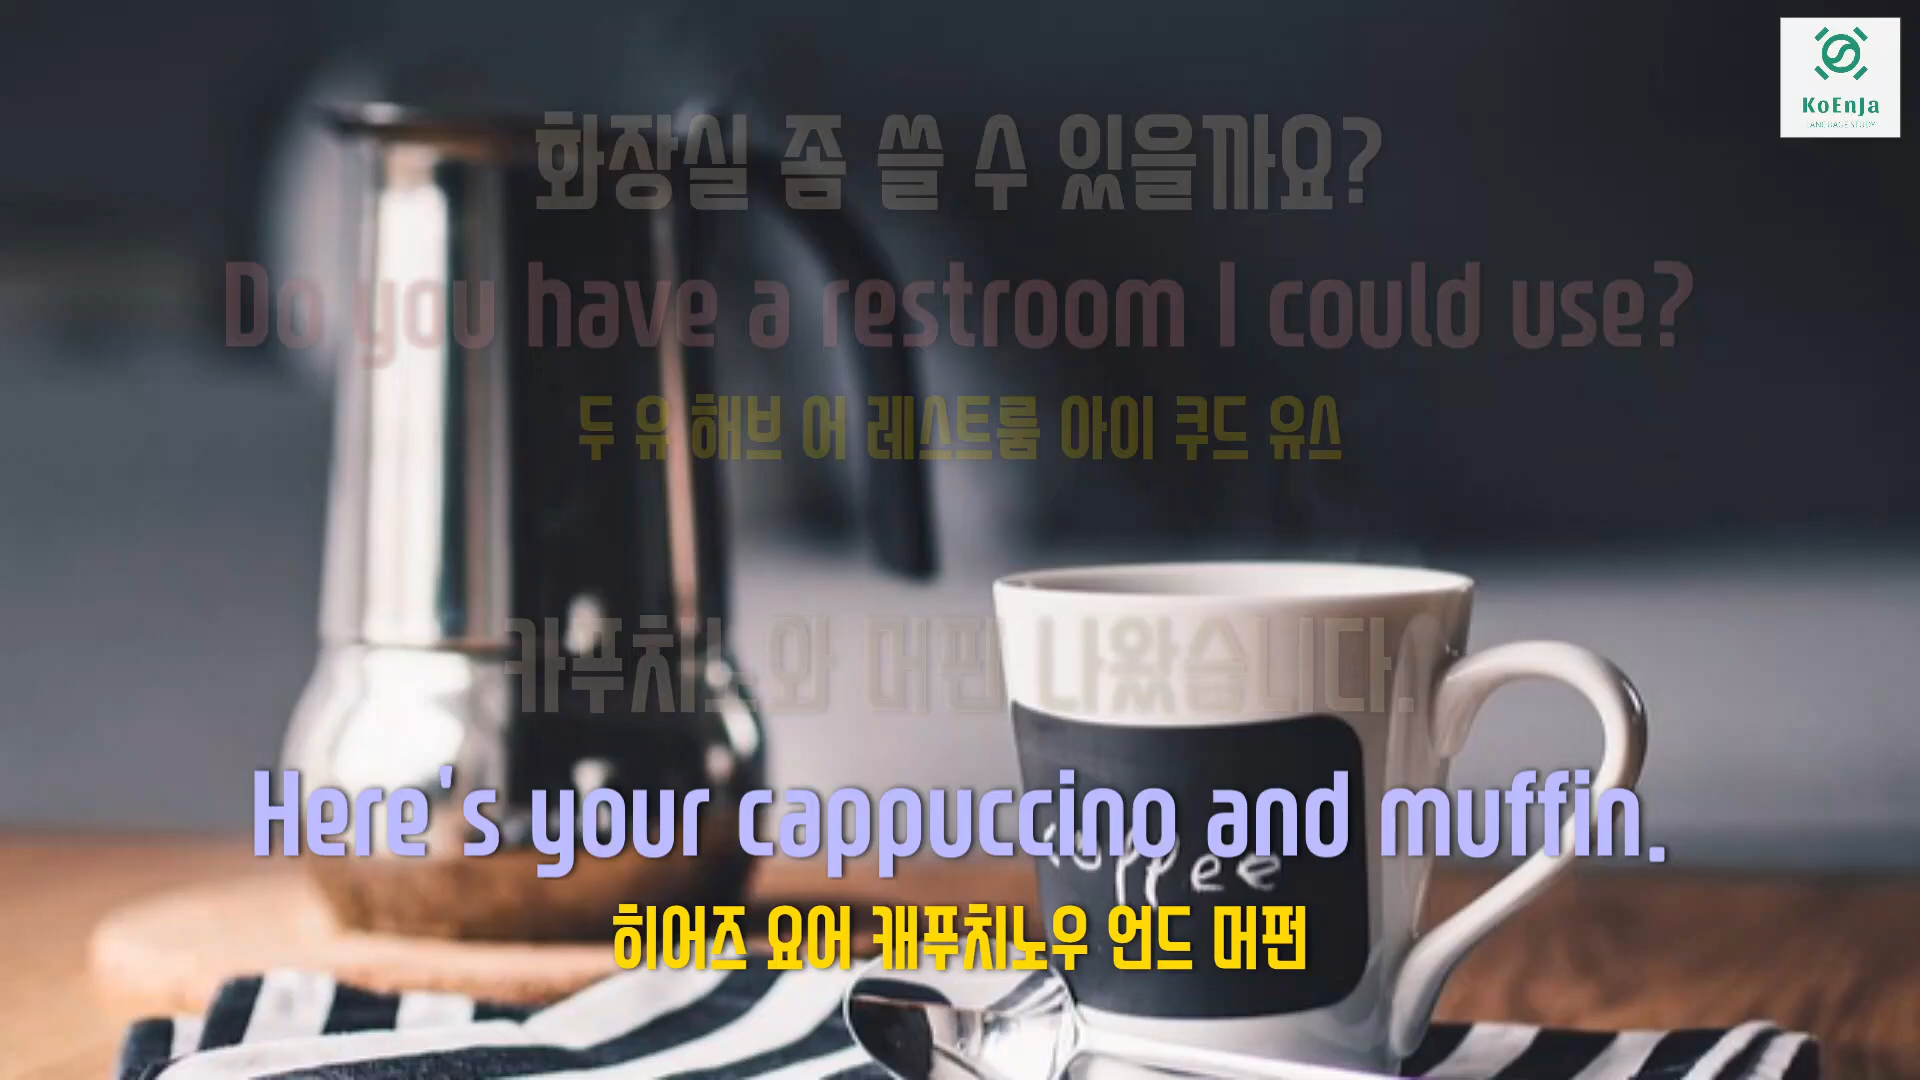 KoEnJa
LANGUAGE STUDY
화장실 좀 쓸 수 있을까요?
Do you have a restroom I could use?
두 유 해브 어 레스트룸 아이 쿠드 유스
카푸치노와 머핀 나왔습니다.
Here's your cappuccino and muffin.
coffee
히어즈 요어 캐푸치노우 언드 머펀